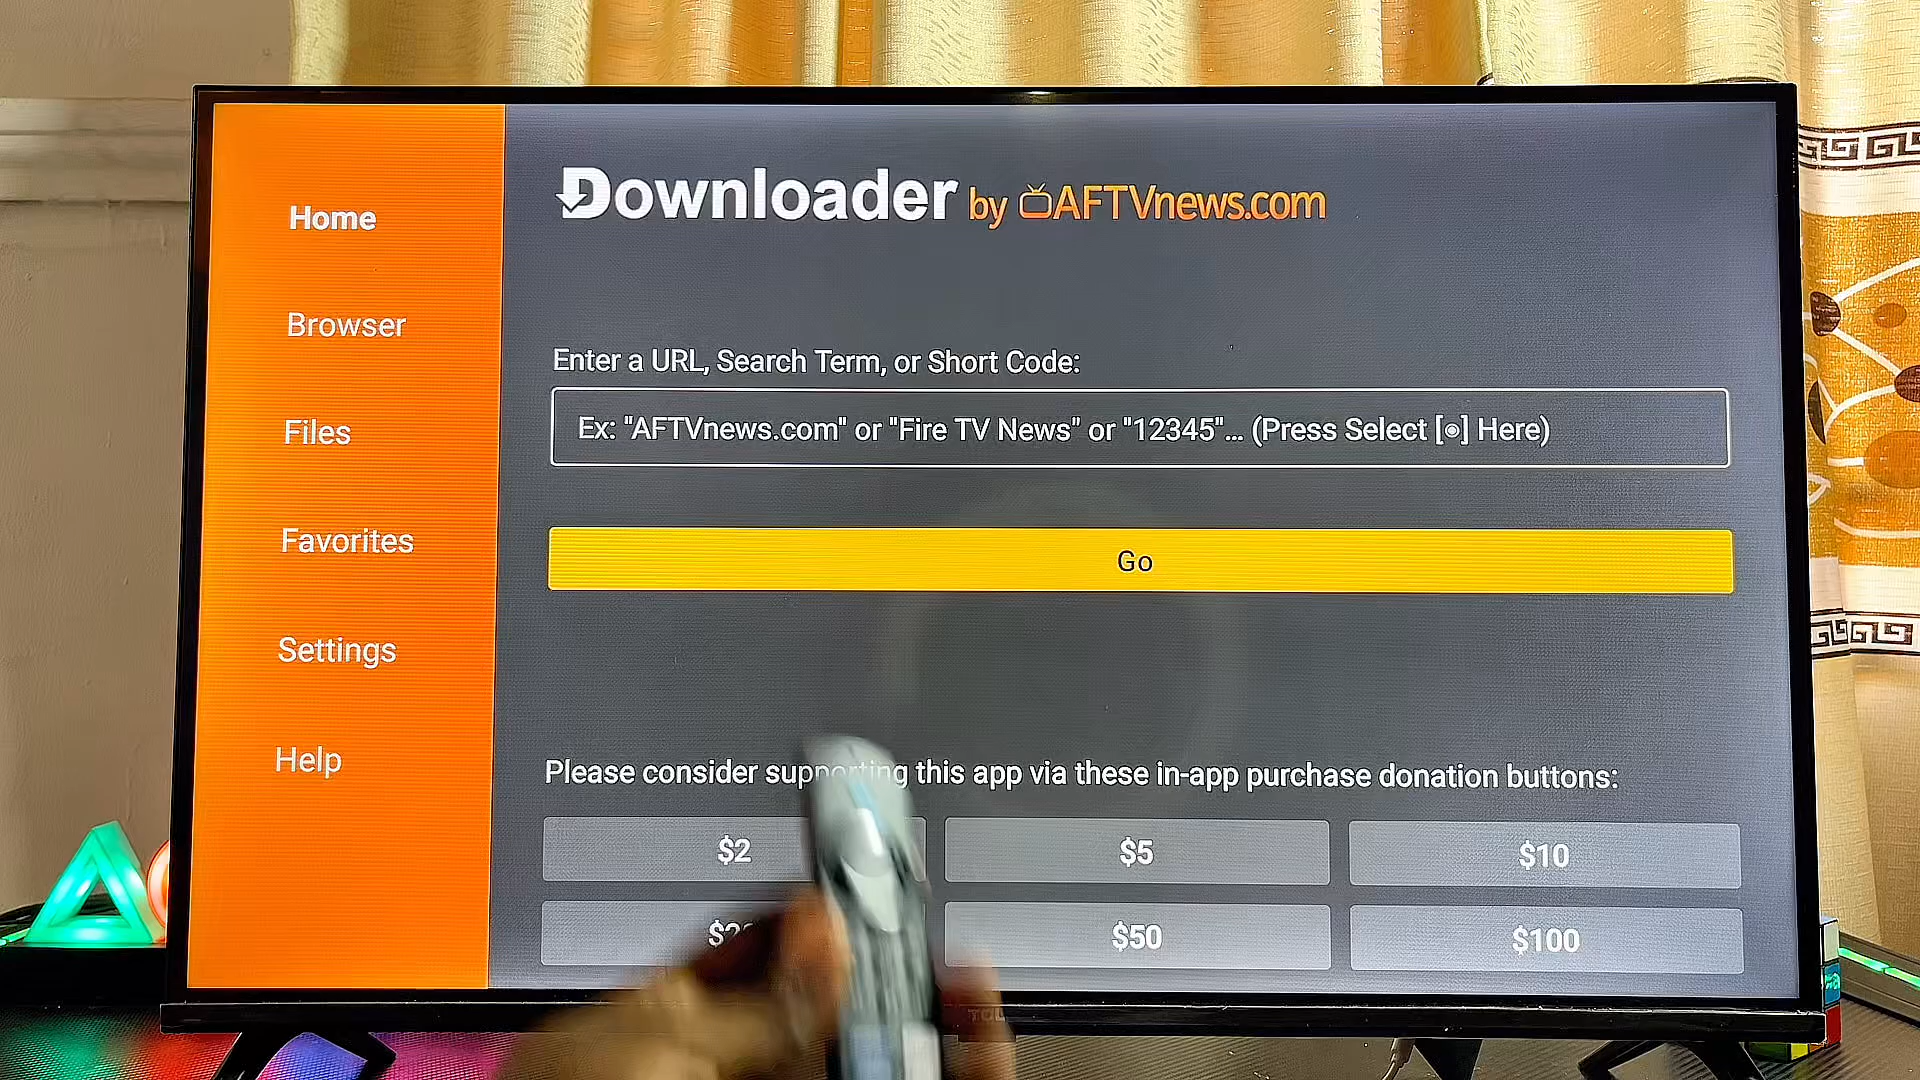 Downloader by AFTVnews.com
Home
Browser
Files
Favorites
Settings
Help
Enter a URL, Search Term, or Short Code:
Ex: "AFTVnews.com" or "Fire TV News" or "12345"... (Press Select [●] Here)
Go
Please consider supporting this app via these in-app purchase donation buttons:
$2
$5
$10
$50
$100
TCL